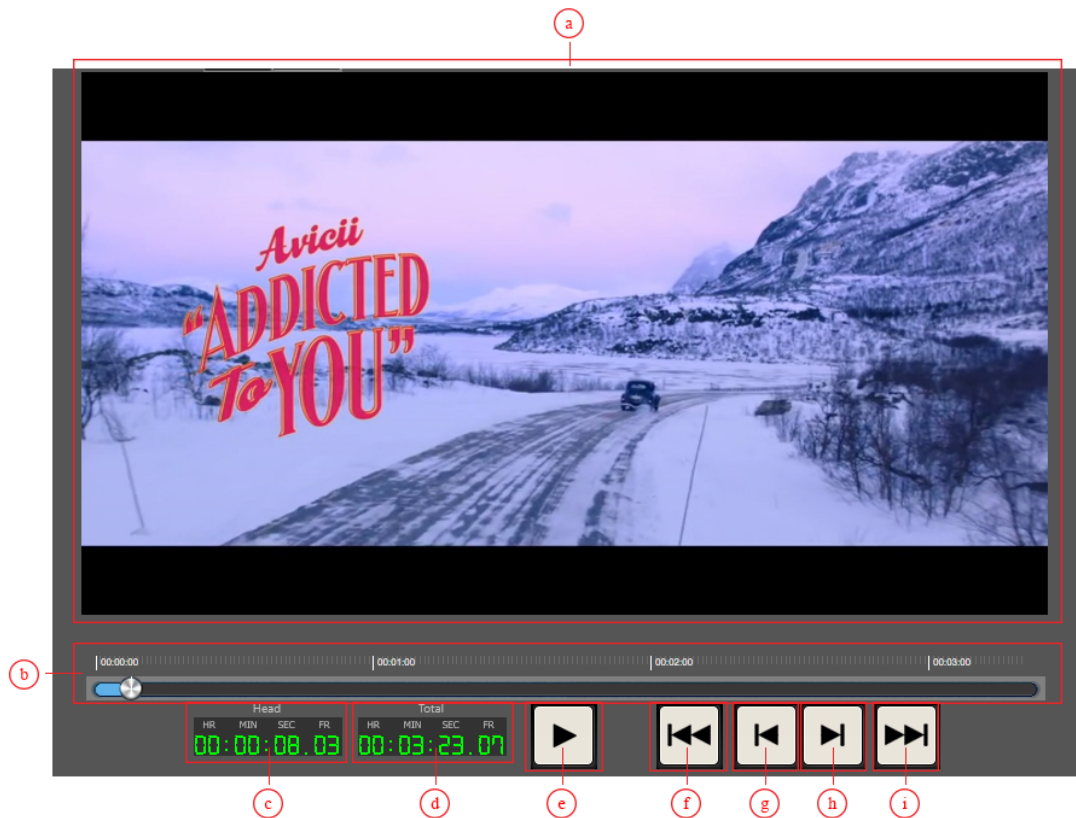 a
Avicii
“ADDICTED
To YOU”
b
00:00:00 00:01:00 00:02:00 00:03:00
Head Total
HR MIN SEC FR HR MIN SEC FR
00:00:08.03 00:03:23.07
c d e f g h i